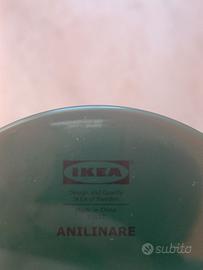 IKEA
Design and Quality
IKEA of Sweden
Made in China
ANILINARE
subito